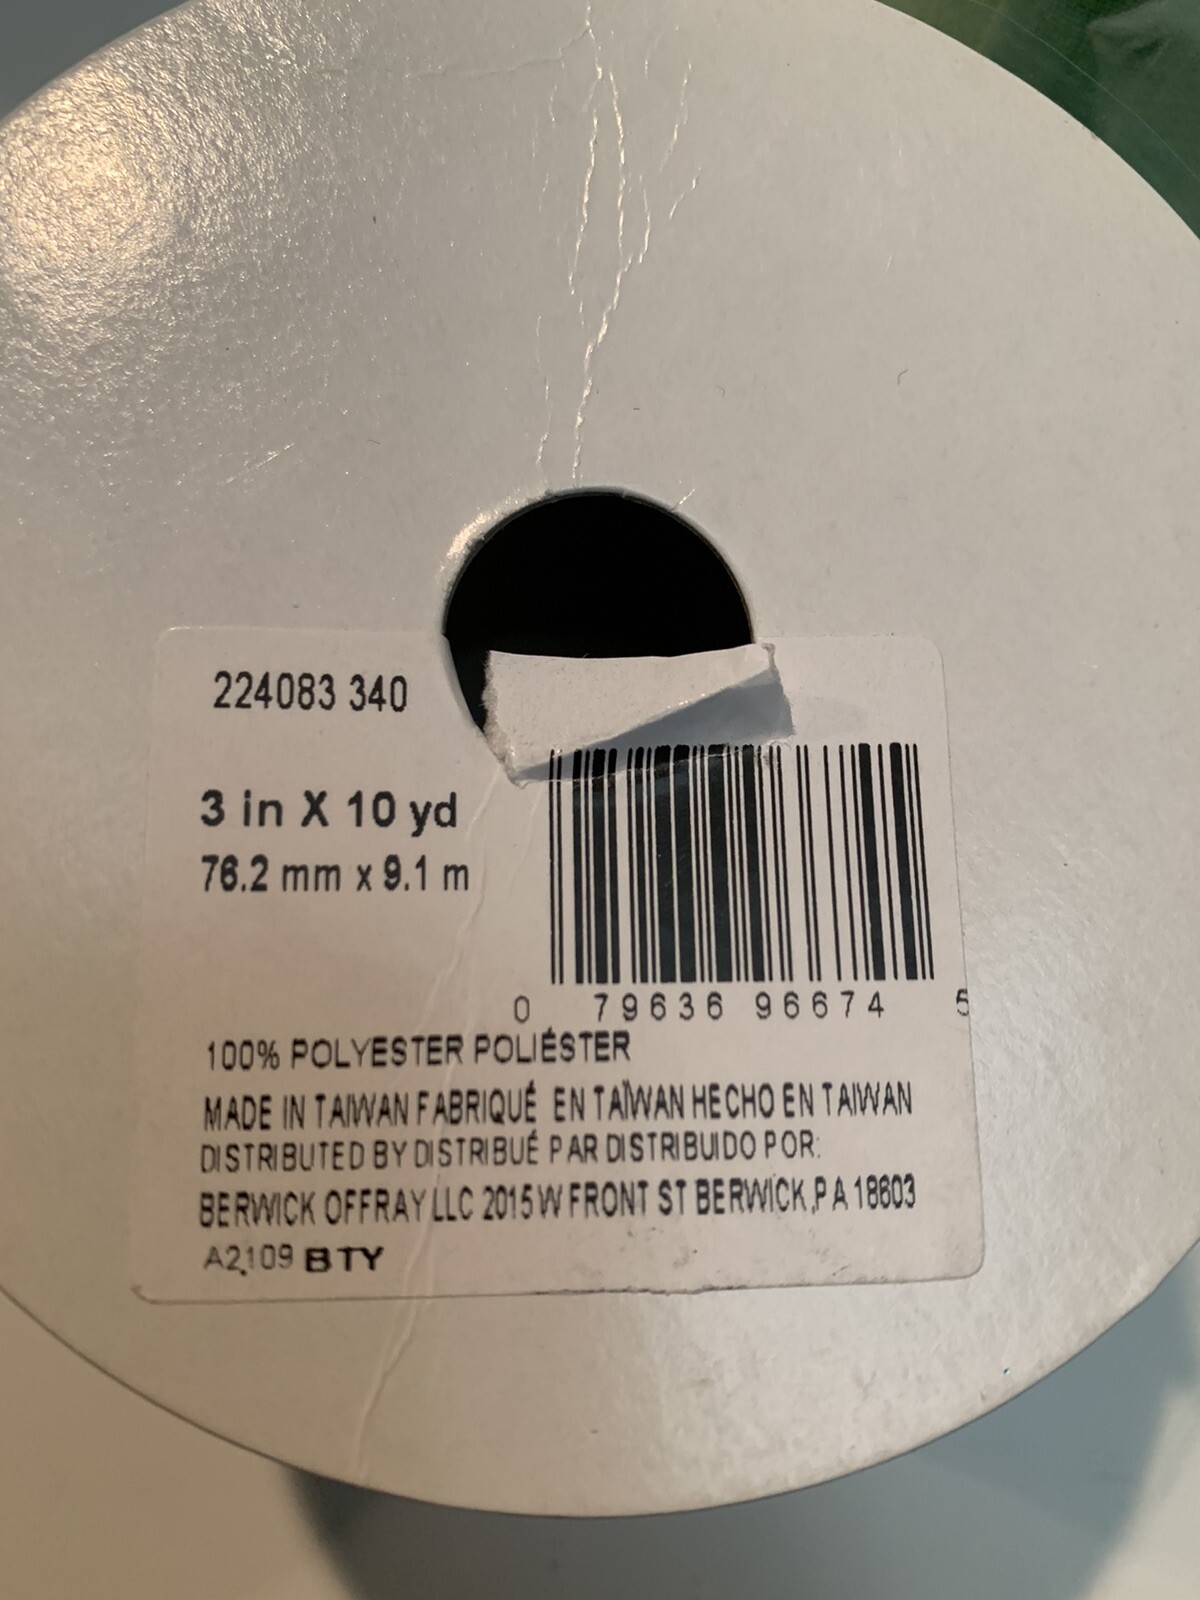 224083 340
3 in X 10 yd
76.2 mm x 9.1 m
0 79636 96674 5
100% POLYESTER POLIÉSTER
MADE IN TAIWAN FABRIQUÉ EN TAÏWAN HECHO EN TAIWAN
DISTRIBUTED BY DISTRIBUÉ PAR DISTRIBUIDO POR:
BERWICK OFFRAY LLC 2015 W FRONT ST BERWICK, PA 18603
A2109 BTY